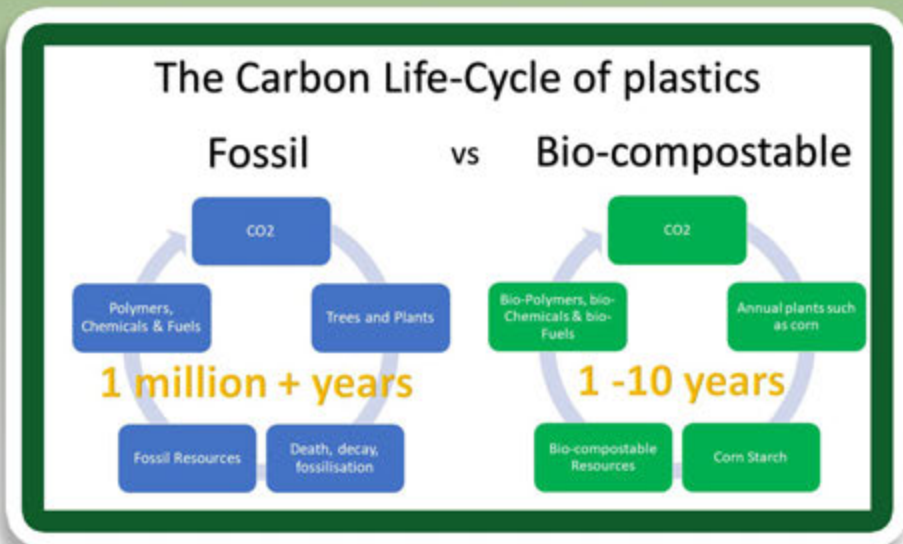 The Carbon Life-Cycle of plastics
Fossil vs Bio-compostable
CO2
Trees and Plants
Death, decay,
fossilisation
Fossil Resources
Polymers,
Chemicals & Fuels
1 million + years
CO2
Annual plants such
as corn
Corn Starch
Bio-compostable
Resources
Bio-Polymers, bio-
Chemicals & bio-
Fuels
1 -10 years